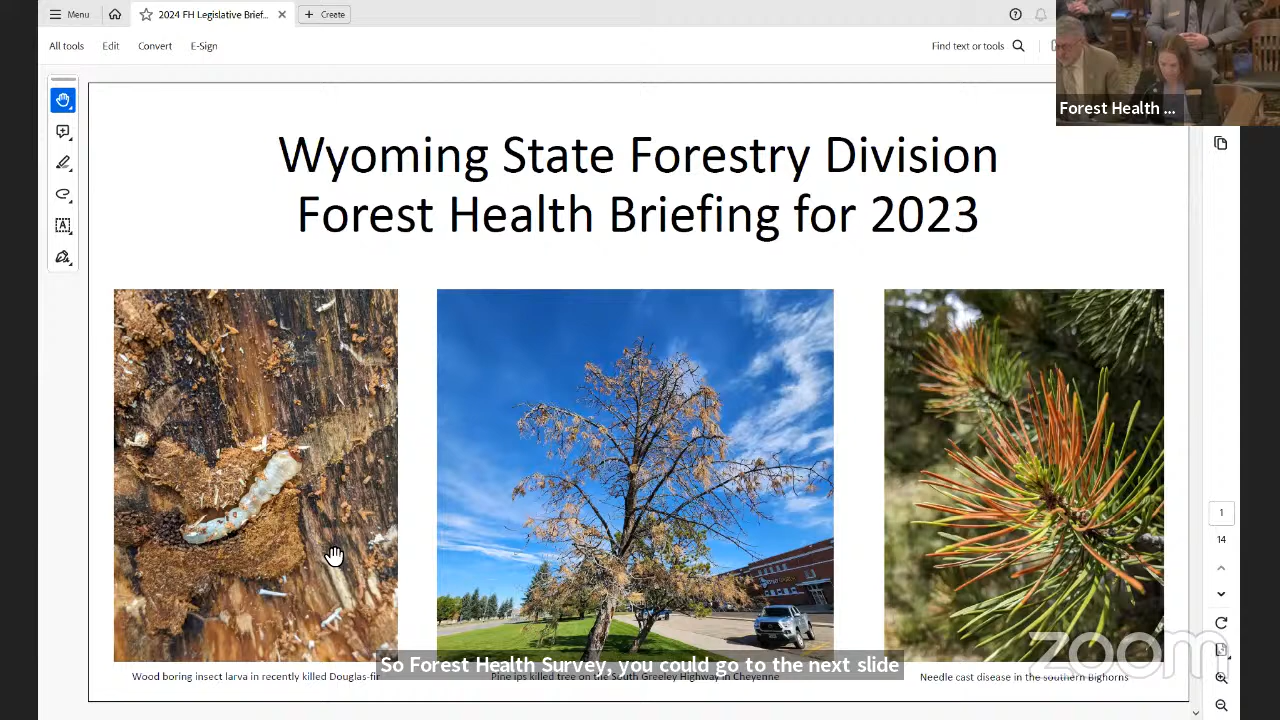 Menu
2024 FH Legislative Brief...
Create
All tools
Edit
Convert
E-Sign
Find text or tools
Forest Health ...
Wyoming State Forestry Division
Forest Health Briefing for 2023
1
14
zoom
So Forest Health Survey, you could go to the next slide
Wood boring insect larva in recently killed Douglas-fir
Pine ips killed tree on the South Greeley Highway in Cheyenne
Needle cast disease in the southern Bighorns